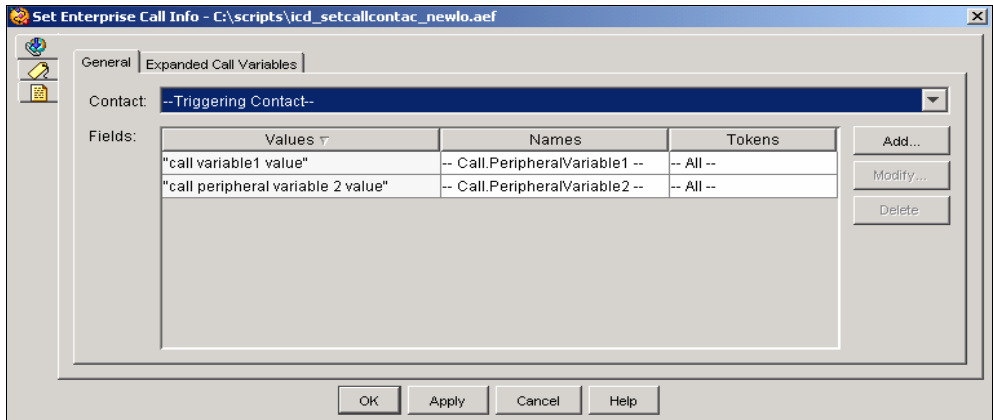 Set Enterprise Call Info - C:\scripts\icd_setcallcontac_newlo.aef
General Expanded Call Variables
Contact: --Triggering Contact--
Fields: Values Names Tokens Add...
"call variable1 value" -- Call.PeripheralVariable1 -- -- All --
Modify...
"call peripheral variable 2 value" -- Call.PeripheralVariable2 -- -- All --
Delete
OK Apply Cancel Help